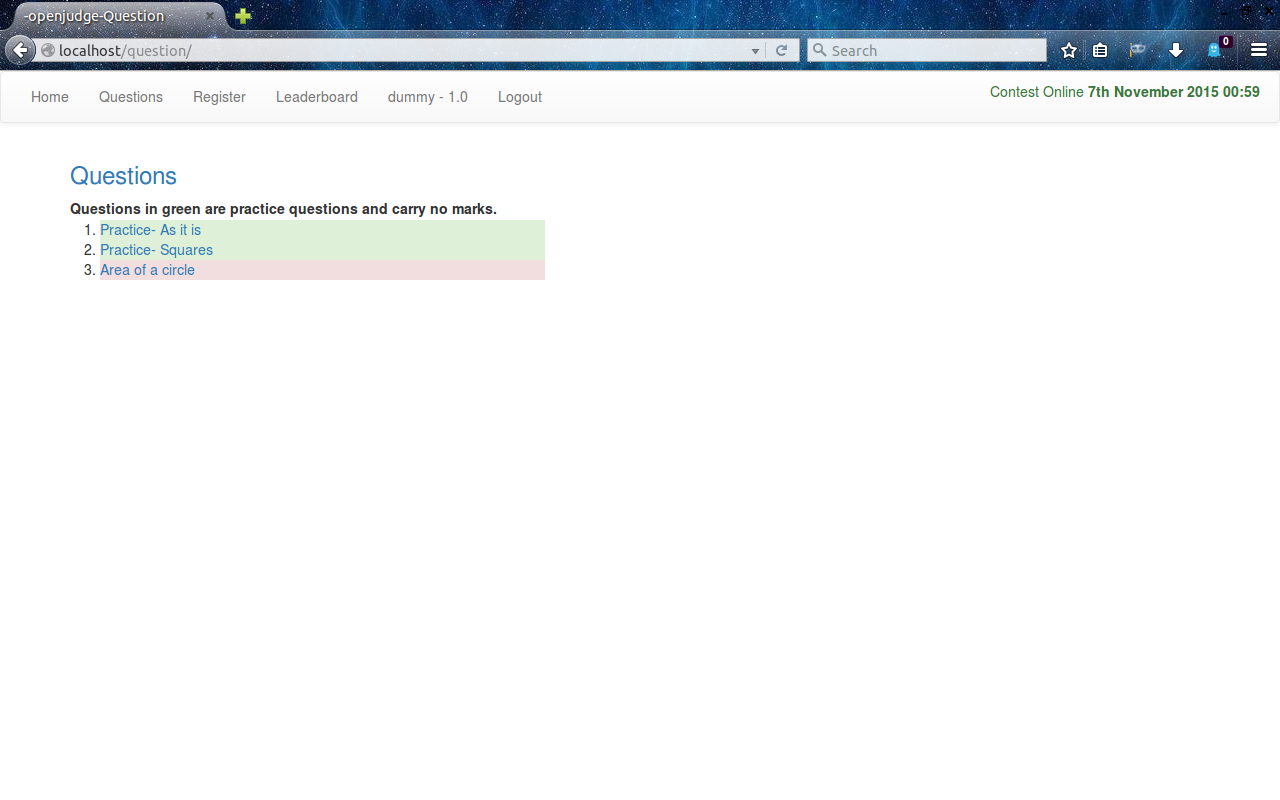 -openjudge-Question
localhost/question/
Search
0
Home Questions Register Leaderboard dummy - 1.0 Logout Contest Online 7th November 2015 00:59
Questions
Questions in green are practice questions and carry no marks.
1. Practice- As it is
2. Practice- Squares
3. Area of a circle